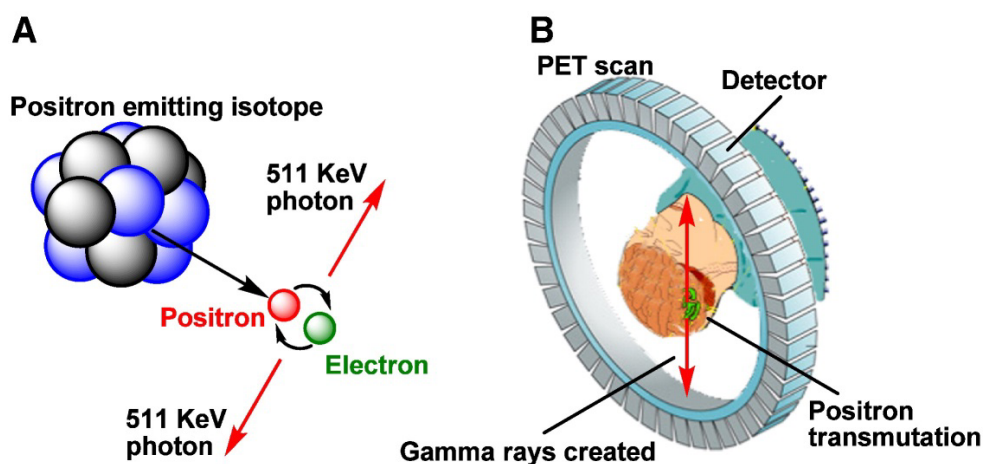 A
Positron emitting isotope
511 KeV
photon
Positron
Electron
511 KeV
photon
B
PET scan
Detector
Positron
transmutation
Gamma rays created